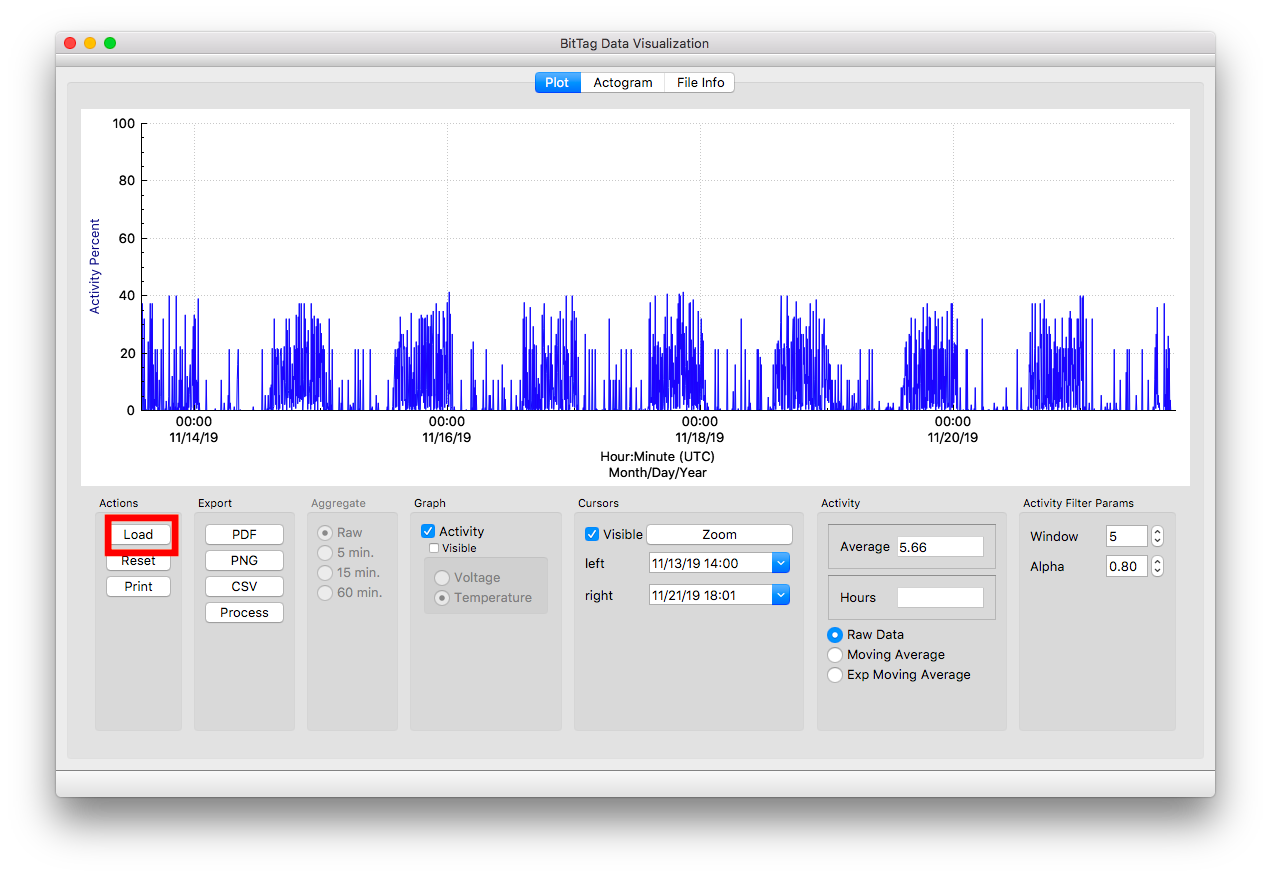 BitTag Data Visualization
Plot Actogram File Info
100
80
60
40
20
0
Activity Percent
00:00 00:00 00:00 00:00
11/14/19 11/16/19 11/18/19 11/20/19
Hour:Minute (UTC)
Month/Day/Year
Actions
Load
Reset
Print
Export
PDF
PNG
CSV
Process
Aggregate
Raw
5 min.
15 min.
60 min.
Graph
Activity
Visible
Voltage
Temperature
Cursors
Visible Zoom
left 11/13/19 14:00
right 11/21/19 18:01
Activity
Average 5.66
Hours
Raw Data
Moving Average
Exp Moving Average
Activity Filter Params
Window 5
Alpha 0.80